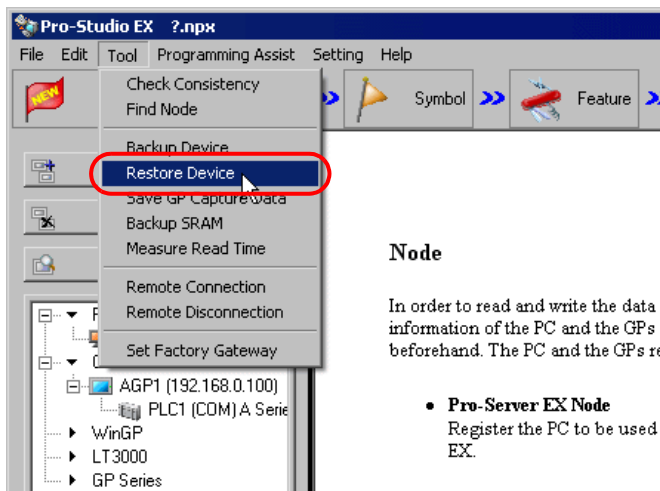 Pro-Studio EX ?.npx
File Edit Tool Programming Assist Setting Help
NEW
Symbol
Feature
Check Consistency
Find Node
Backup Device
Restore Device
Save GP Capture Data
Backup SRAM
Measure Read Time
Remote Connection
Remote Disconnection
Set Factory Gateway
AGP1 (192.168.0.100)
PLC1 (COM) A Serie
WinGP
LT3000
GP Series
Node
In order to read and write the data
information of the PC and the GPs
beforehand. The PC and the GPs re
• Pro-Server EX Node
Register the PC to be used
EX.